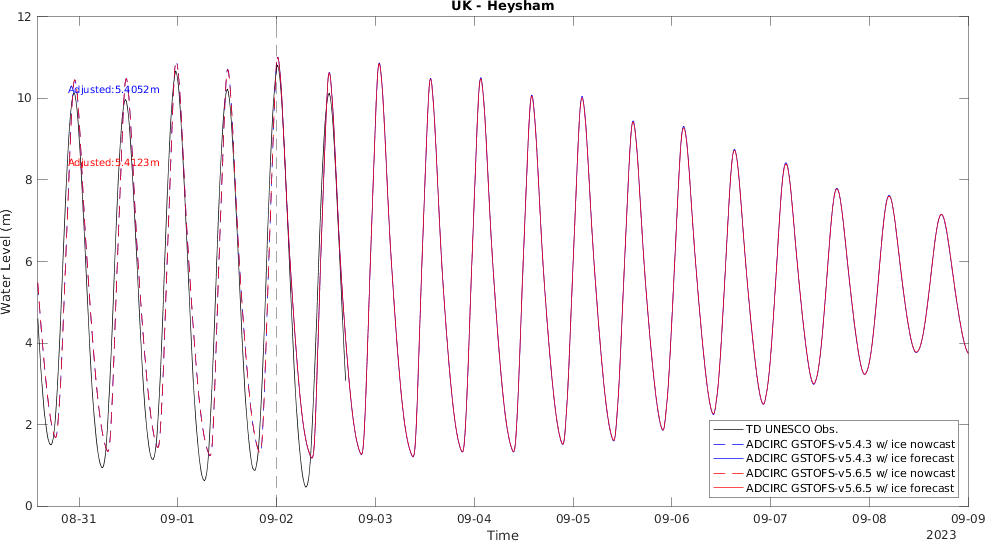 UK - Heysham
12
10
8
6
4
2
0
Water Level (m)
Adjusted:5.4052m
Adjusted:5.4123m
TD UNESCO Obs.
ADCIRC GSTOFS-v5.4.3 w/ ice nowcast
ADCIRC GSTOFS-v5.4.3 w/ ice forecast
ADCIRC GSTOFS-v5.6.5 w/ ice nowcast
ADCIRC GSTOFS-v5.6.5 w/ ice forecast
08-31 09-01 09-02 09-03 09-04 09-05 09-06 09-07 09-08 09-09
Time
2023